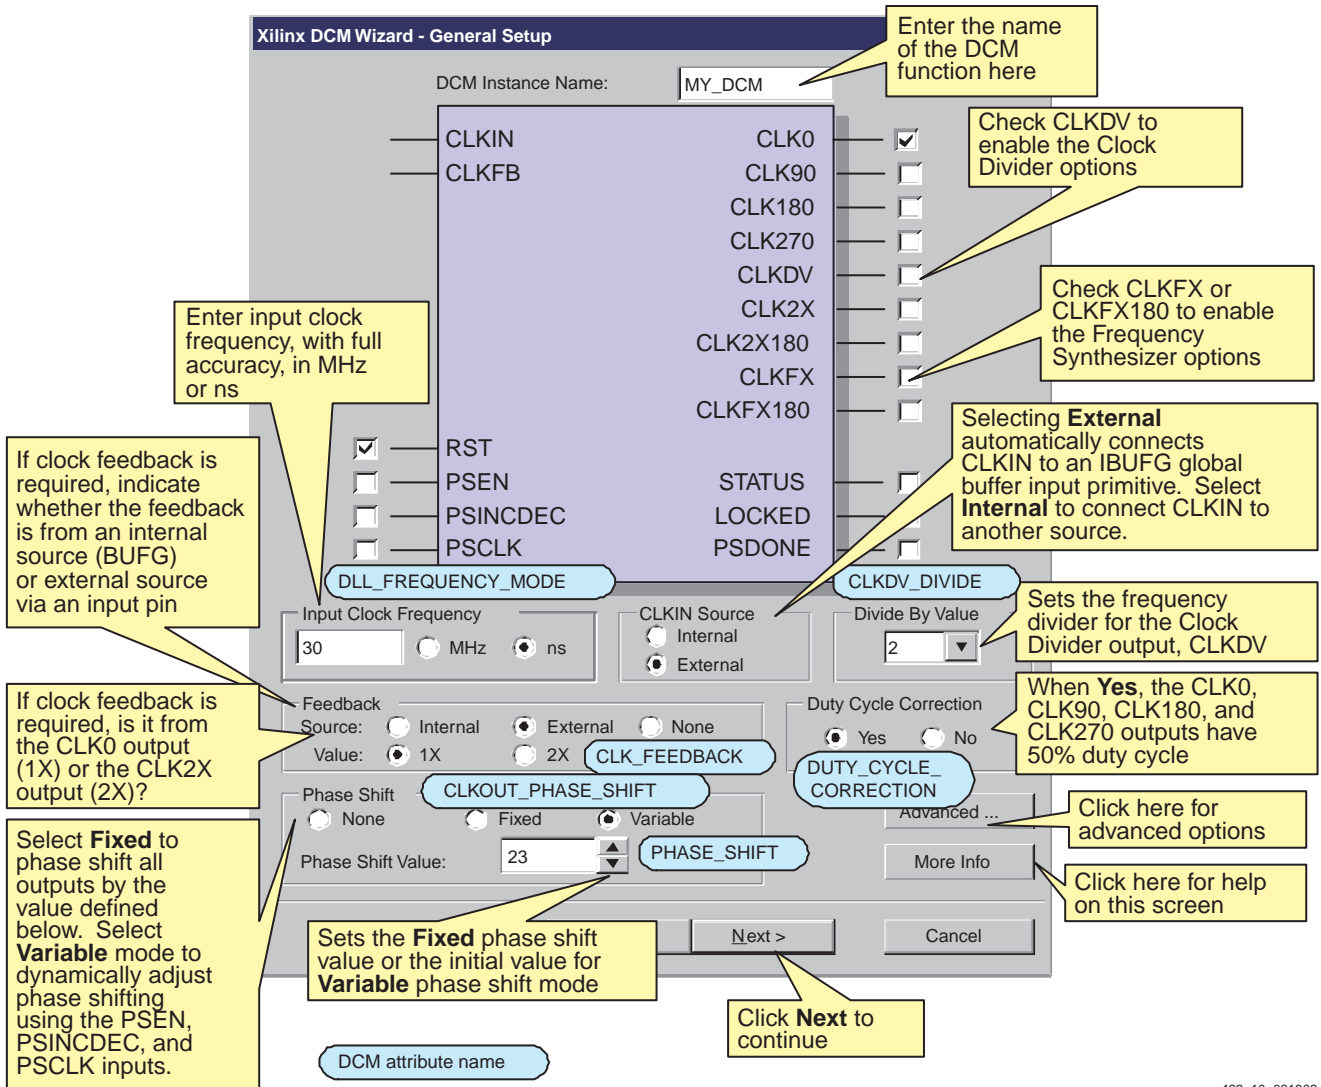 Xilinx DCM Wizard - General Setup
Enter the name
of the DCM
function here
DCM Instance Name:
MY_DCM
CLKIN
CLKFB
CLK0
CLK90
CLK180
CLK270
CLKDV
CLK2X
CLK2X180
CLKFX
CLKFX180
Check CLKDV to
enable the Clock
Divider options
Check CLKFX or
CLKFX180 to enable
the Frequency
Synthesizer options
Enter input clock
frequency, with full
accuracy, in MHz
or ns
RST
PSEN
PSINCDEC
PSCLK
STATUS
LOCKED
PSDONE
Selecting External
automatically connects
CLKIN to an IBUFG global
buffer input primitive. Select
Internal to connect CLKIN to
another source.
If clock feedback is
required, indicate
whether the feedback
is from an internal
source (BUFG)
or external source
via an input pin
DLL_FREQUENCY_MODE
CLKDV_DIVIDE
Input Clock Frequency
30
MHz
ns
CLKIN Source
Internal
External
Divide By Value
2
Sets the frequency
divider for the Clock
Divider output, CLKDV
If clock feedback is
required, is it from
the CLK0 output
(1X) or the CLK2X
output (2X)?
Feedback
Source:
Internal
External
None
Value:
1X
2X
CLK_FEEDBACK
Duty Cycle Correction
Yes
No
DUTY_CYCLE_
CORRECTION
When Yes, the CLK0,
CLK90, CLK180, and
CLK270 outputs have
50% duty cycle
Phase Shift
CLKOUT_PHASE_SHIFT
None
Fixed
Variable
Phase Shift Value:
23
PHASE_SHIFT
Advanced ...
Click here for
advanced options
More Info
Click here for help
on this screen
Select Fixed to
phase shift all
outputs by the
value defined
below. Select
Variable mode to
dynamically adjust
phase shifting
using the PSEN,
PSINCDEC, and
PSCLK inputs.
Sets the Fixed phase shift
value or the initial value for
Variable phase shift mode
Next >
Cancel
Click Next to
continue
DCM attribute name